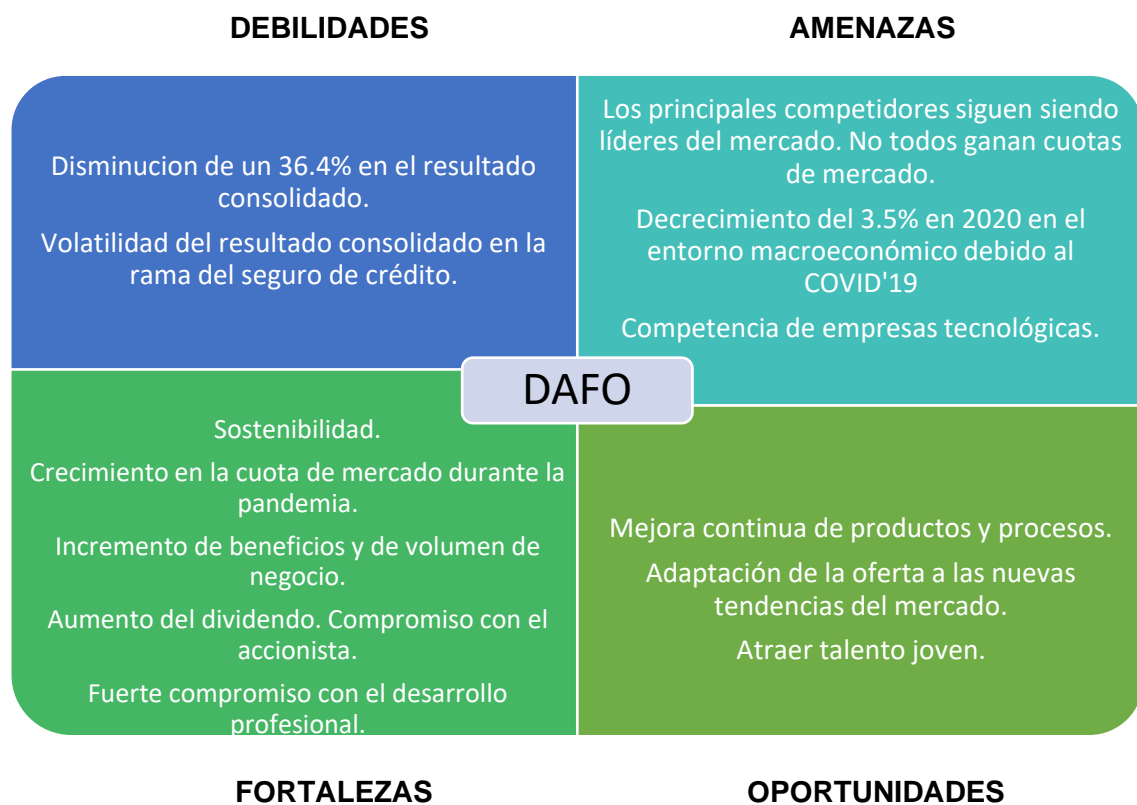 DEBILIDADES
AMENAZAS
Disminucion de un 36.4% en el resultado
consolidado.
Volatilidad del resultado consolidado en la
rama del seguro de crédito.
Los principales competidores siguen siendo
líderes del mercado. No todos ganan cuotas
de mercado.
Decrecimiento del 3.5% en 2020 en el
entorno macroeconómico debido al
COVID'19
Competencia de empresas tecnológicas.
DAFO
Sostenibilidad.
Crecimiento en la cuota de mercado durante la
pandemia.
Incremento de beneficios y de volumen de
negocio.
Aumento del dividendo. Compromiso con el
accionista.
Fuerte compromiso con el desarrollo
profesional.
Mejora continua de productos y procesos.
Adaptación de la oferta a las nuevas
tendencias del mercado.
Atraer talento joven.
FORTALEZAS
OPORTUNIDADES